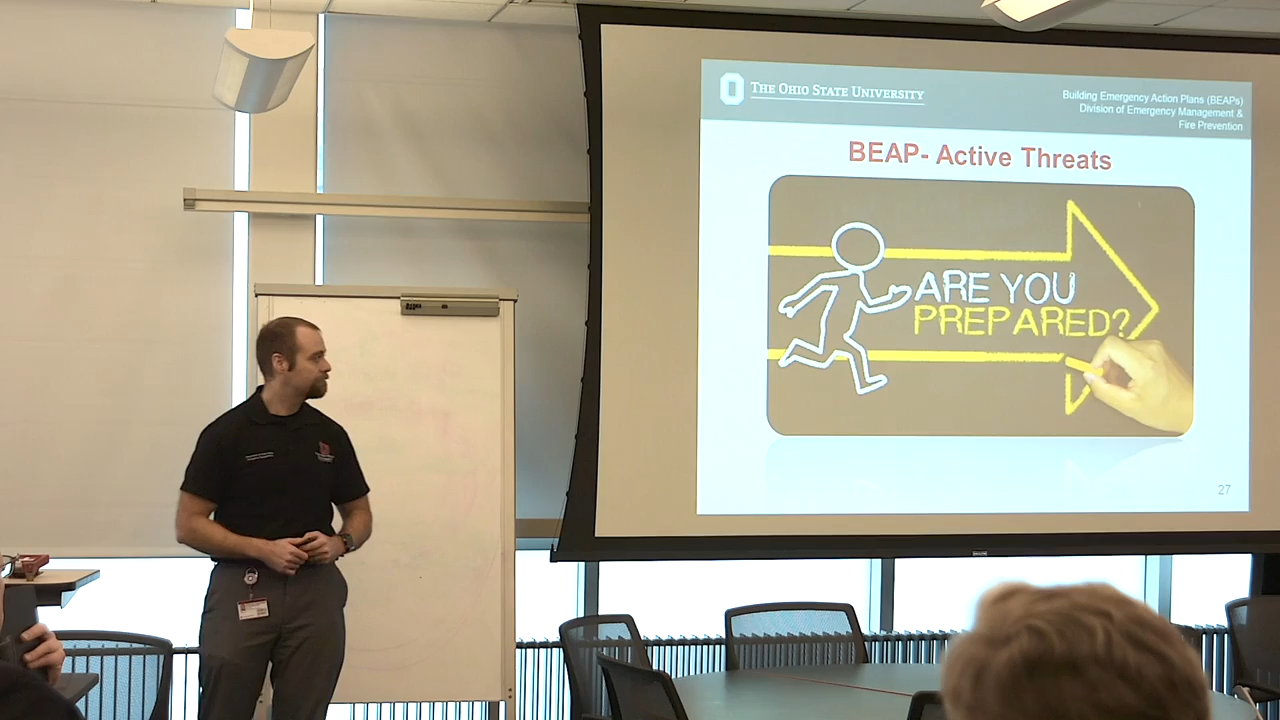 THE OHIO STATE UNIVERSITY
Building Emergency Action Plans (BEAPs)
Division of Emergency Management &
Fire Prevention
BEAP- Active Threats
ARE YOU
PREPARED?
27